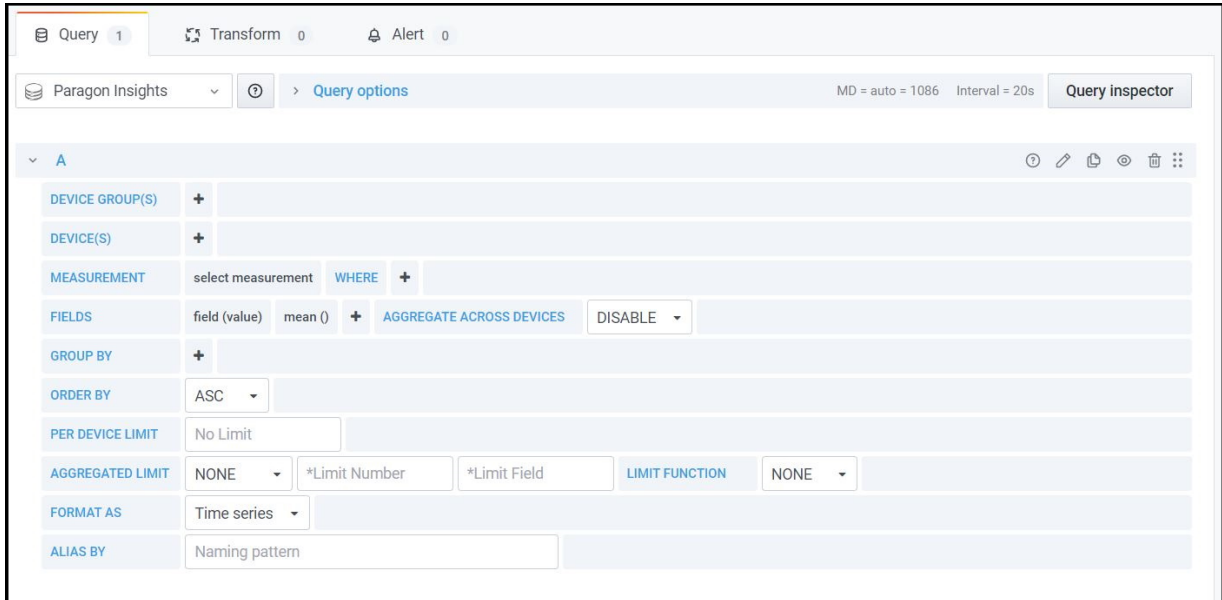 Query 1 Transform 0 Alert 0
Paragon Insights Query options MD = auto = 1086 Interval = 20s Query inspector
A
DEVICE GROUP(S)
DEVICE(S)
MEASUREMENT select measurement WHERE
FIELDS field (value) mean () AGGREGATE ACROSS DEVICES DISABLE
GROUP BY
ORDER BY ASC
PER DEVICE LIMIT No Limit
AGGREGATED LIMIT NONE *Limit Number *Limit Field LIMIT FUNCTION NONE
FORMAT AS Time series
ALIAS BY Naming pattern